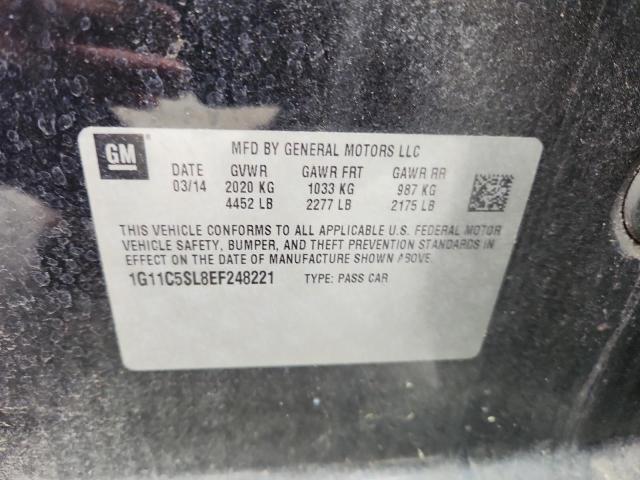 GM
MFD BY GENERAL MOTORS LLC
DATE GVWR GAWR FRT GAWR RR
03/14 2020 KG 1033 KG 987 KG
4452 LB 2277 LB 2175 LB
THIS VEHICLE CONFORMS TO ALL APPLICABLE U.S. FEDERAL MOTOR
VEHICLE SAFETY, BUMPER, AND THEFT PREVENTION STANDARDS IN
EFFECT ON THE DATE OF MANUFACTURE SHOWN ABOVE.
1G11C5SL8EF248221 TYPE: PASS CAR